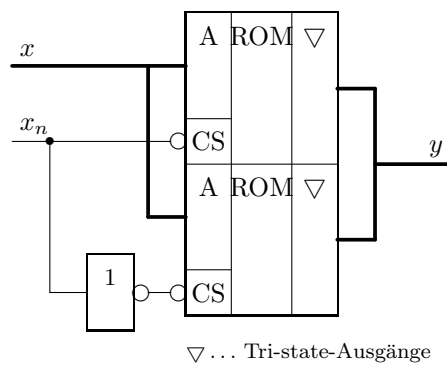 x
A ROM ▽
x_n
CS
y
A ROM ▽
1
CS
▽ ... Tri-state-Ausgänge